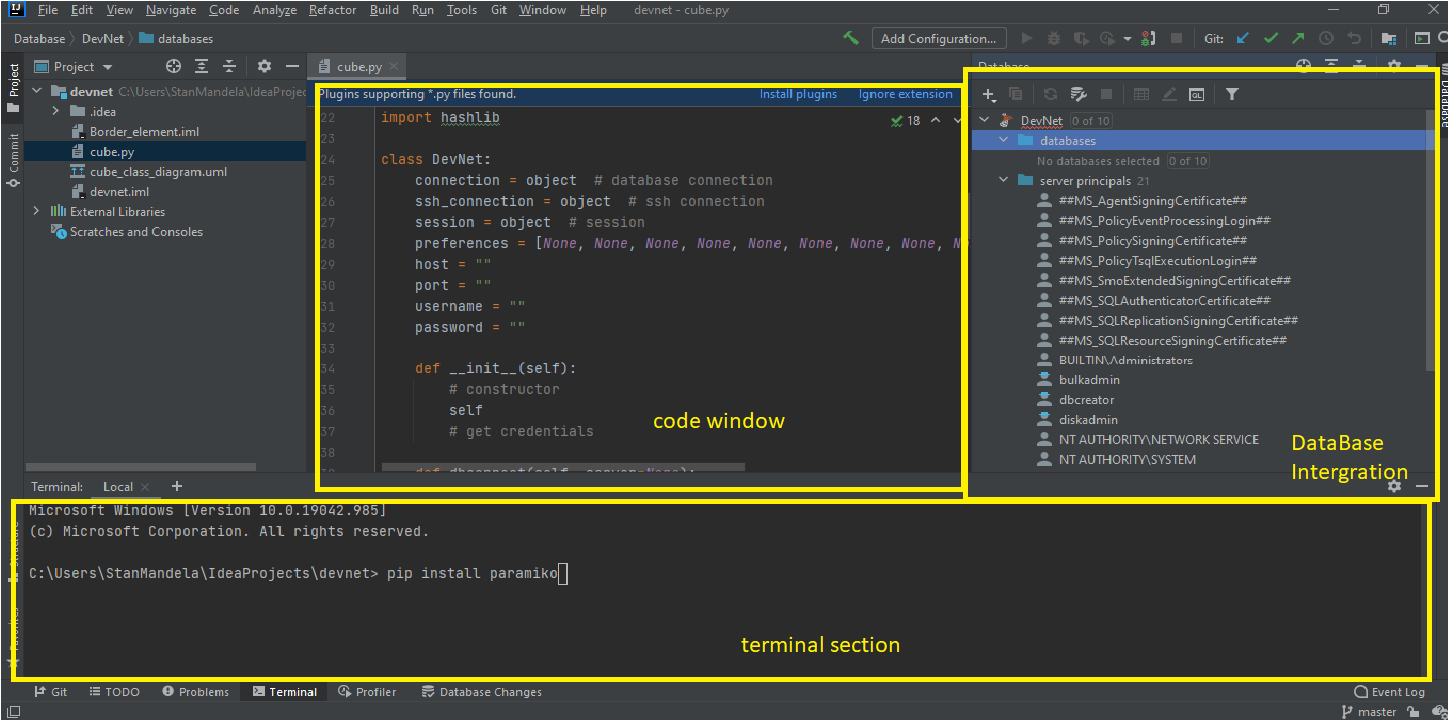 IJ File Edit View Navigate Code Analyze Refactor Build Run Tools Git Window Help devnet - cube.py
Database DevNet databases Add Configuration... Git:
Project
Commit
Structure
Favorites
Project
devnet C:\Users\StanMandela\IdeaProjec
.idea
Border_element.iml
cube.py
cube_class_diagram.uml
devnet.iml
External Libraries
Scratches and Consoles
cube.py
Plugins supporting *.py files found. Install plugins Ignore extension
18
22 import hashlib
23
24 class DevNet:
25 connection = object # database connection
26 ssh_connection = object # ssh connection
27 session = object # session
28 preferences = [None, None, None, None, None, None, None, None, N
29 host = ""
30 port = ""
31 username = ""
32 password = ""
33
34 def __init__(self):
35 # constructor
36 self
37 # get credentials
38
code window
Database
Database
QL
DevNet 0 of 10
databases
No databases selected 0 of 10
server principals 21
##MS_AgentSigningCertificate##
##MS_PolicyEventProcessingLogin##
##MS_PolicySigningCertificate##
##MS_PolicyTsqlExecutionLogin##
##MS_SmoExtendedSigningCertificate##
##MS_SQLAuthenticatorCertificate##
##MS_SQLReplicationSigningCertificate##
##MS_SQLResourceSigningCertificate##
BUILTIN\Administrators
bulkadmin
dbcreator
diskadmin
NT AUTHORITY\NETWORK SERVICE
NT AUTHORITY\SYSTEM
DataBase
Intergration
Terminal: Local
Microsoft Windows [Version 10.0.19042.985]
(c) Microsoft Corporation. All rights reserved.
C:\Users\StanMandela\IdeaProjects\devnet> pip install paramiko
terminal section
Git TODO Problems Terminal Profiler Database Changes Event Log
master